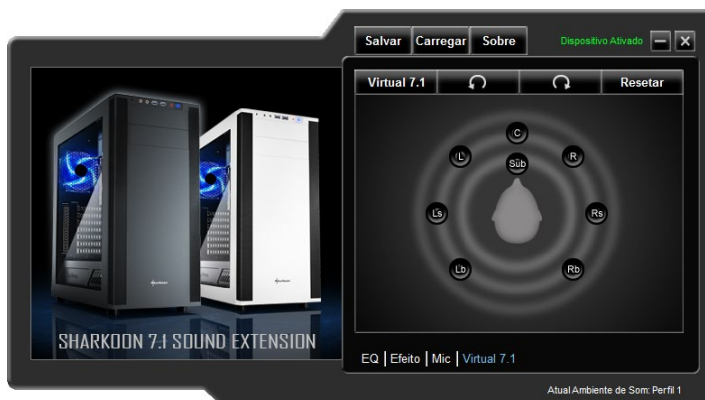 Salvar Carregar Sobre Dispositivo Ativado
Virtual 7.1 Resetar
C
L Sub R
Ls Rs
Lb Rb
SHARKOON 7.1 SOUND EXTENSION
EQ | Efeito | Mic | Virtual 7.1
Atual Ambiente de Som: Perfil 1